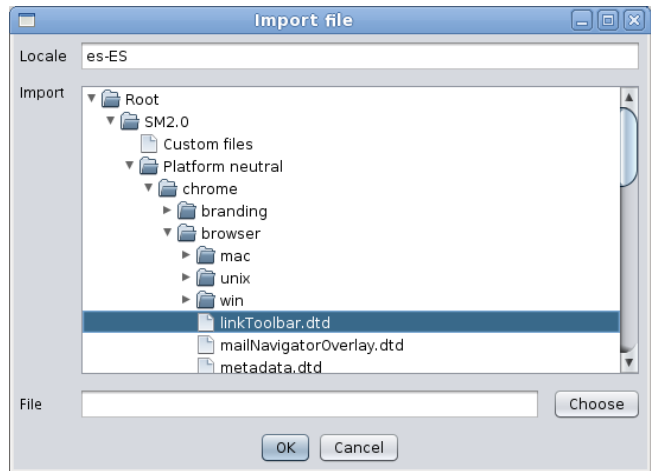 Import file
Locale es-ES
Import
Root
SM2.0
Custom files
Platform neutral
chrome
branding
browser
mac
unix
win
linkToolbar.dtd
mailNavigatorOverlay.dtd
metadata.dtd
File Choose
OK Cancel